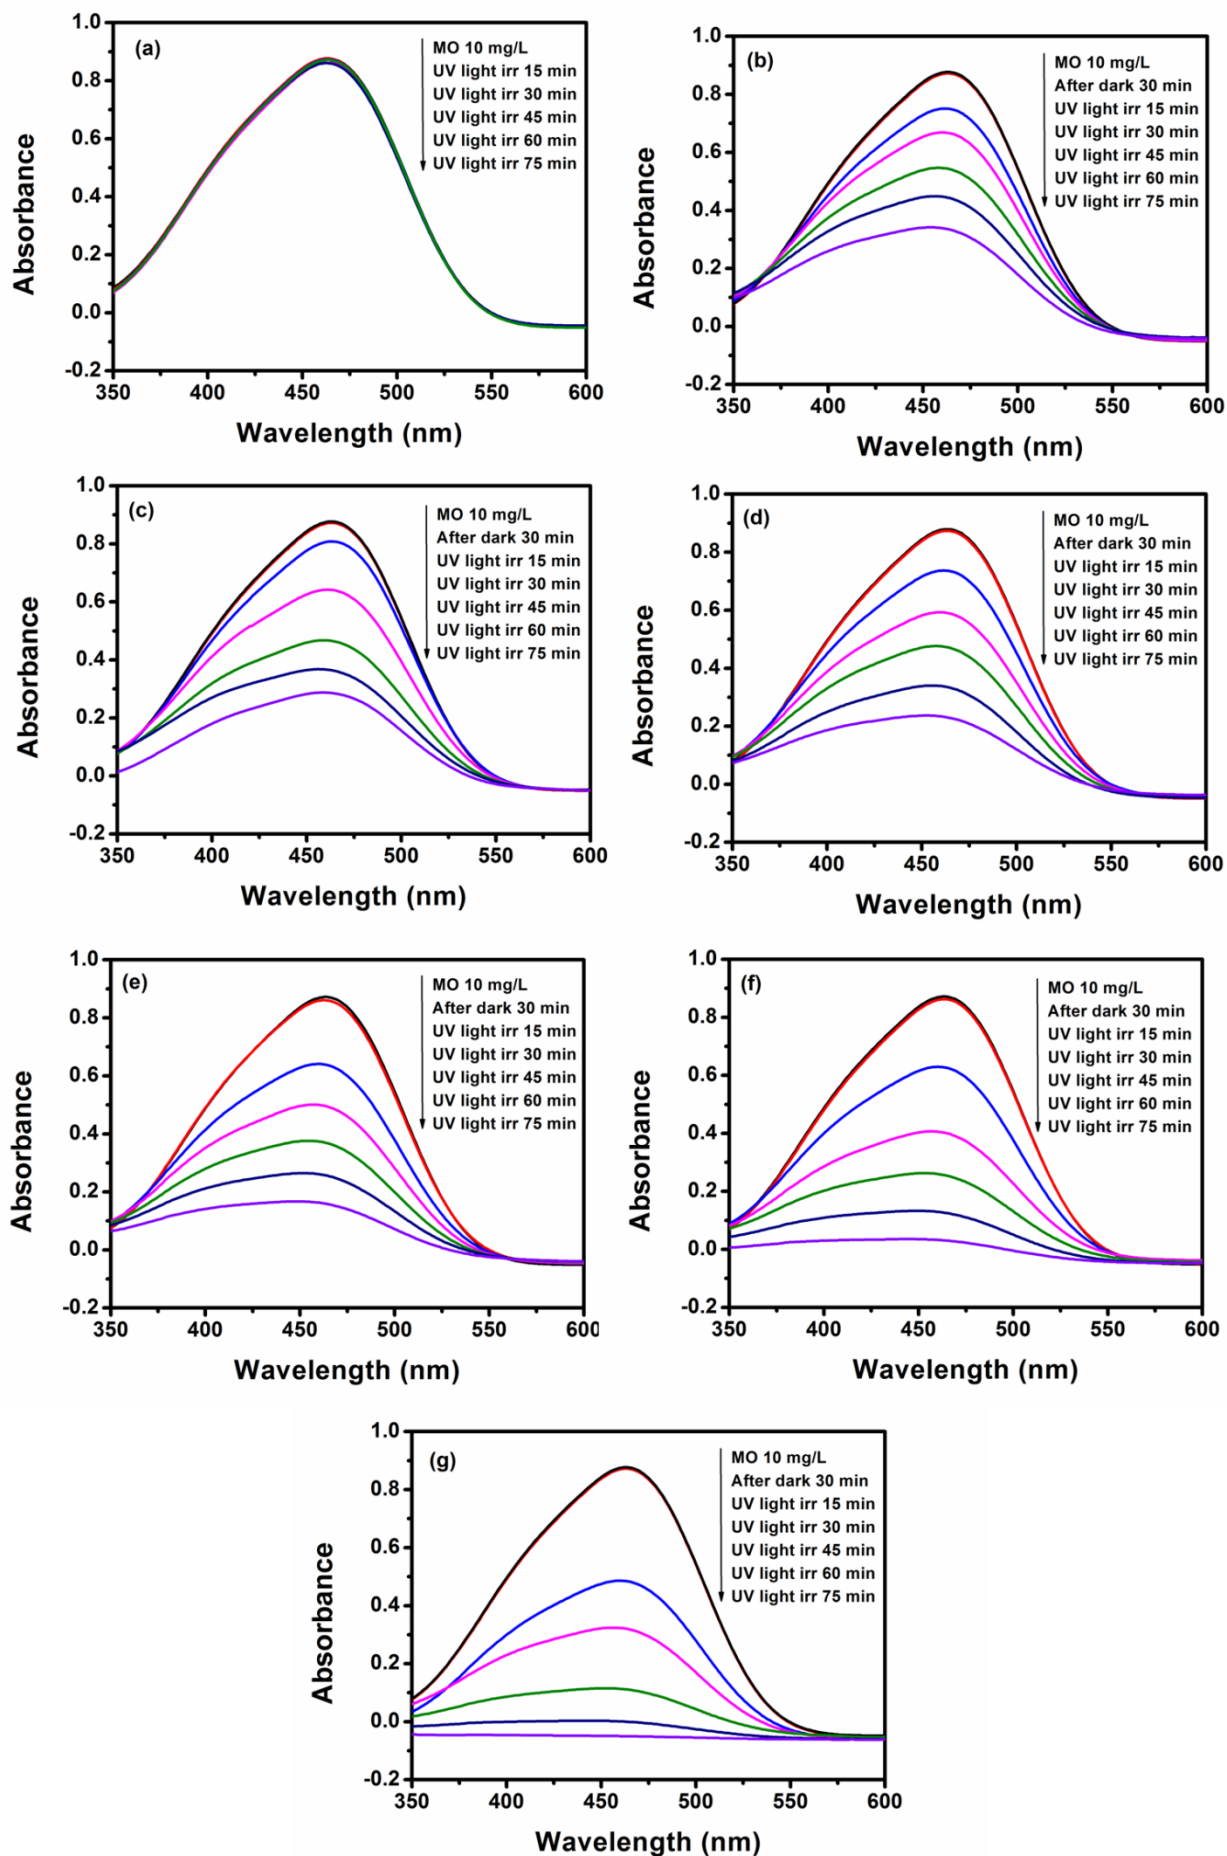 (a)
MO 10 mg/L
UV light irr 15 min
UV light irr 30 min
UV light irr 45 min
UV light irr 60 min
UV light irr 75 min
1.0
0.8
0.6
0.4
0.2
0.0
-0.2
Absorbance
350 400 450 500 550 600
Wavelength (nm)
(b)
MO 10 mg/L
After dark 30 min
UV light irr 15 min
UV light irr 30 min
UV light irr 45 min
UV light irr 60 min
UV light irr 75 min
1.0
0.8
0.6
0.4
0.2
0.0
-0.2
Absorbance
350 400 450 500 550 600
Wavelength (nm)
(c)
MO 10 mg/L
After dark 30 min
UV light irr 15 min
UV light irr 30 min
UV light irr 45 min
UV light irr 60 min
UV light irr 75 min
1.0
0.8
0.6
0.4
0.2
0.0
-0.2
Absorbance
350 400 450 500 550 600
Wavelength (nm)
(d)
MO 10 mg/L
After dark 30 min
UV light irr 15 min
UV light irr 30 min
UV light irr 45 min
UV light irr 60 min
UV light irr 75 min
1.0
0.8
0.6
0.4
0.2
0.0
-0.2
Absorbance
350 400 450 500 550 600
Wavelength (nm)
(e)
MO 10 mg/L
After dark 30 min
UV light irr 15 min
UV light irr 30 min
UV light irr 45 min
UV light irr 60 min
UV light irr 75 min
1.0
0.8
0.6
0.4
0.2
0.0
-0.2
Absorbance
350 400 450 500 550 600
Wavelength (nm)
(f)
MO 10 mg/L
After dark 30 min
UV light irr 15 min
UV light irr 30 min
UV light irr 45 min
UV light irr 60 min
UV light irr 75 min
1.0
0.8
0.6
0.4
0.2
0.0
-0.2
Absorbance
350 400 450 500 550 600
Wavelength (nm)
(g)
MO 10 mg/L
After dark 30 min
UV light irr 15 min
UV light irr 30 min
UV light irr 45 min
UV light irr 60 min
UV light irr 75 min
1.0
0.8
0.6
0.4
0.2
0.0
-0.2
Absorbance
350 400 450 500 550 600
Wavelength (nm)